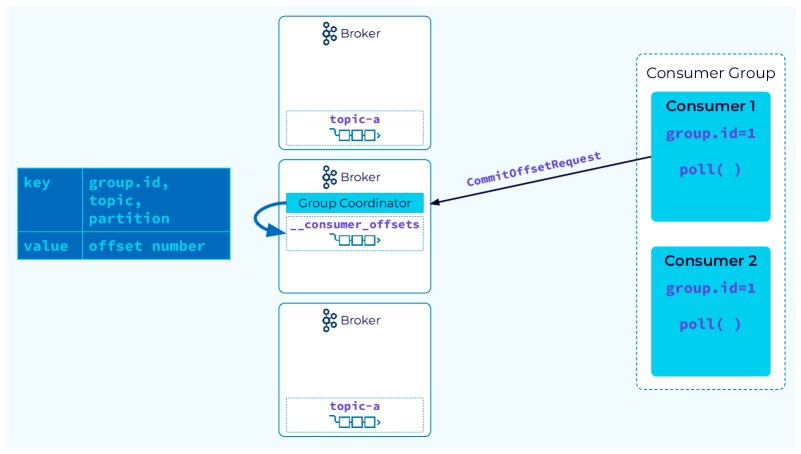 Broker
topic-a
key
group.id,
topic,
partition
value
offset number
Broker
Group Coordinator
__consumer_offsets
Broker
topic-a
CommitOffsetRequest
Consumer Group
Consumer 1
group.id=1
poll( )
Consumer 2
group.id=1
poll( )